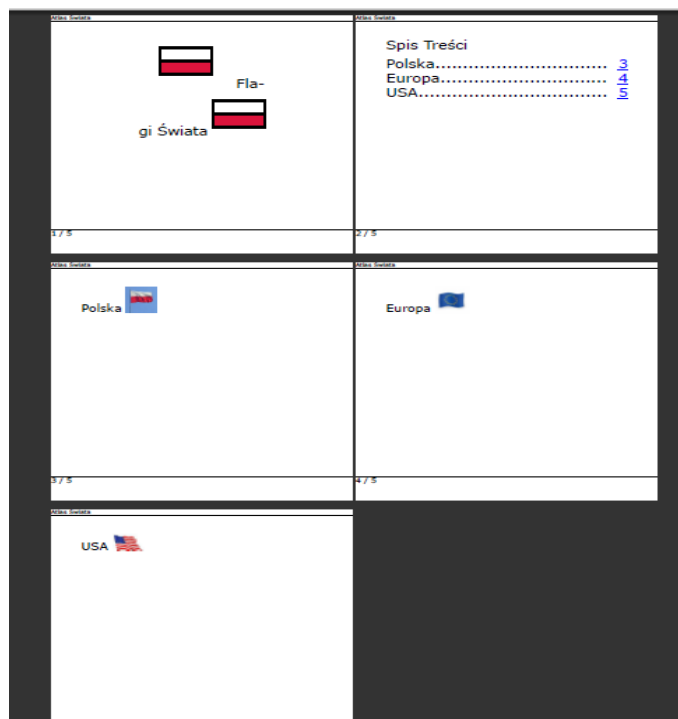 Atlas Świata
Fla-
gi Świata
1 / 5
Atlas Świata
Spis Treści
Polska............................... 3
Europa.............................. 4
USA.................................. 5
2 / 5
Atlas Świata
Polska
3 / 5
Atlas Świata
Europa
4 / 5
Atlas Świata
USA